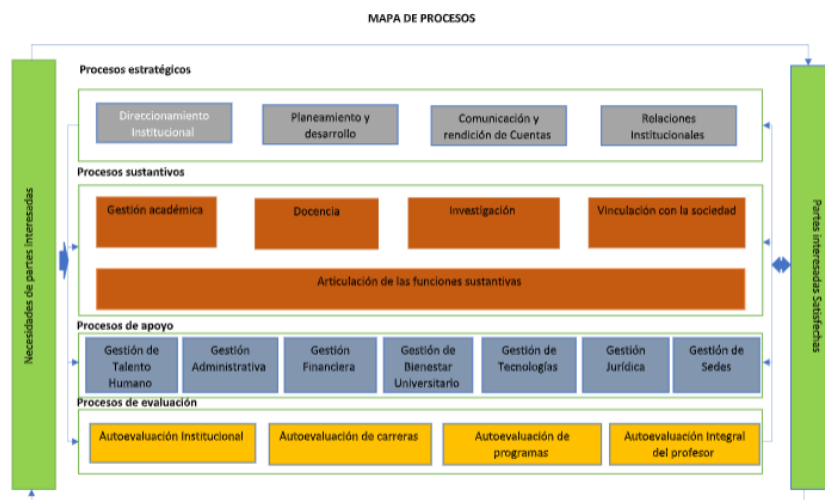 MAPA DE PROCESOS
Necesidades de partes interesadas
Procesos estratégicos
Direccionamiento
Institucional
Planeamiento y
desarrollo
Comunicación y
rendición de Cuentas
Relaciones
Institucionales
Procesos sustantivos
Gestión académica
Docencia
Investigación
Vinculación con la sociedad
Articulación de las funciones sustantivas
Procesos de apoyo
Gestión de
Talento
Humano
Gestión
Administrativa
Gestión
Financiera
Gestión de
Bienestar
Universitario
Gestión de
Tecnologías
Gestión
Jurídica
Gestión de
Sedes
Procesos de evaluación
Autoevaluación Institucional
Autoevaluación de carreras
Autoevaluación de
programas
Autoevaluación Integral
del profesor
Partes interesadas Satisfechas